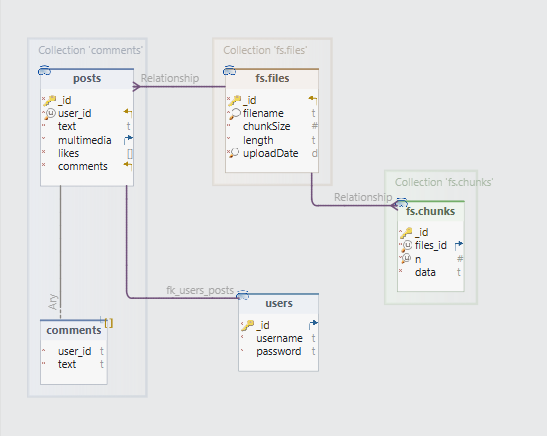 Collection 'comments'
posts
_id
user_id
text t
multimedia
likes []
comments
Relationship
Collection 'fs.files'
fs.files
_id
filename t
chunkSize #
length t
uploadDate d
Relationship
Collection 'fs.chunks'
fs.chunks
_id
files_id
n #
data t
fk_users_posts
users
_id
username t
password t
Ary
comments []
user_id t
text t